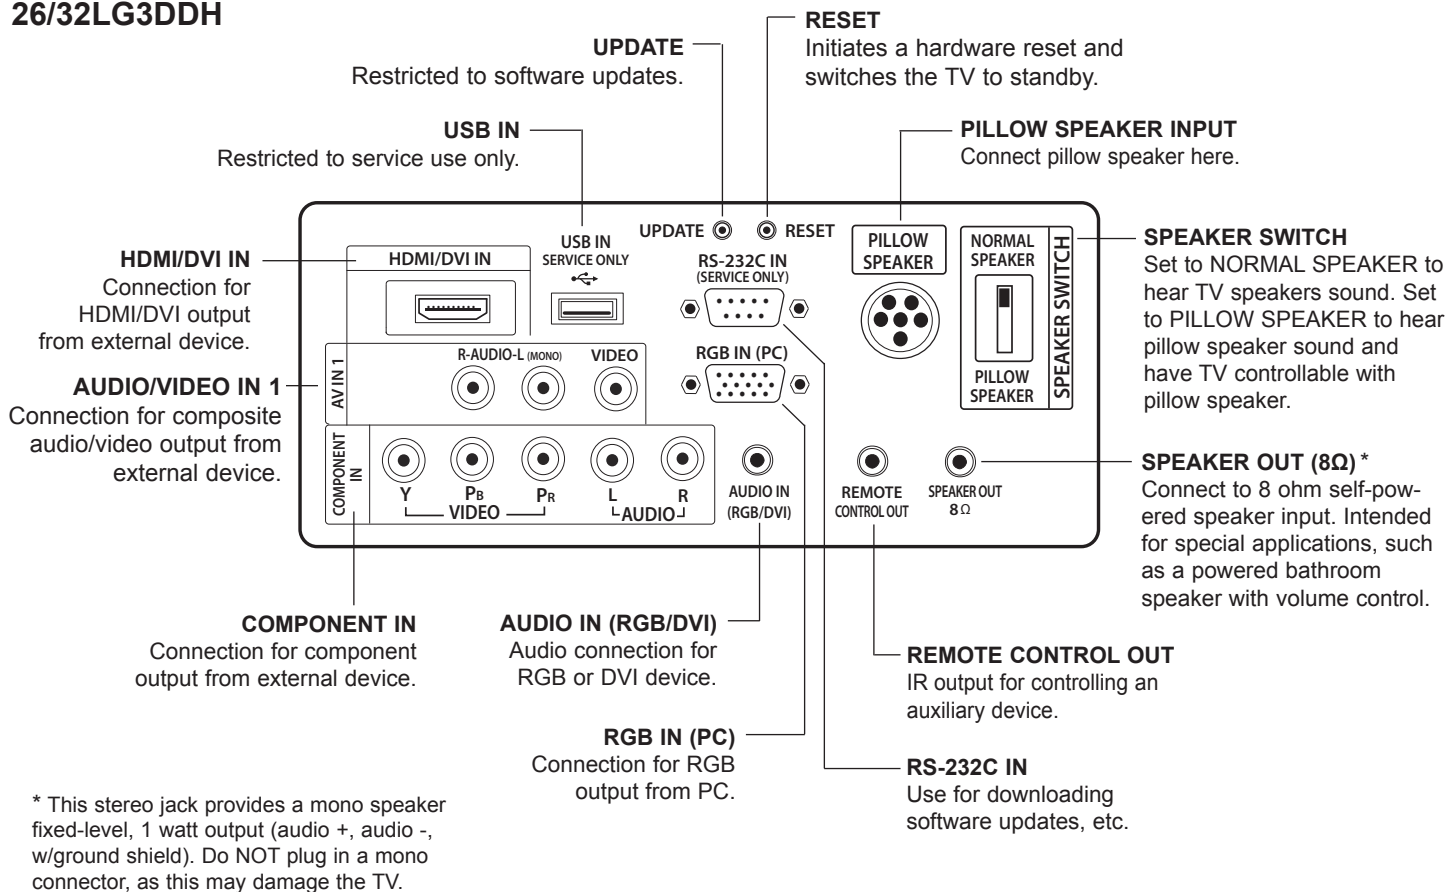 26/32LG3DDH
UPDATE
Restricted to software updates.
RESET
Initiates a hardware reset and
switches the TV to standby.
USB IN
Restricted to service use only.
PILLOW SPEAKER INPUT
Connect pillow speaker here.
HDMI/DVI IN
Connection for
HDMI/DVI output
from external device.
AUDIO/VIDEO IN 1
Connection for composite
audio/video output from
external device.
UPDATE
RESET
HDMI/DVI IN
USB IN
SERVICE ONLY
RS-232C IN
(SERVICE ONLY)
PILLOW
SPEAKER
NORMAL
SPEAKER
PILLOW
SPEAKER
SPEAKER SWITCH
AV IN 1
R-AUDIO-L (MONO)
VIDEO
RGB IN (PC)
COMPONENT
IN
Y
PB
PR
VIDEO
L
R
AUDIO
AUDIO IN
(RGB/DVI)
REMOTE
CONTROL OUT
SPEAKER OUT
8Ω
SPEAKER SWITCH
Set to NORMAL SPEAKER to
hear TV speakers sound. Set
to PILLOW SPEAKER to hear
pillow speaker sound and
have TV controllable with
pillow speaker.
SPEAKER OUT (8Ω) *
Connect to 8 ohm self-pow-
ered speaker input. Intended
for special applications, such
as a powered bathroom
speaker with volume control.
COMPONENT IN
Connection for component
output from external device.
AUDIO IN (RGB/DVI)
Audio connection for
RGB or DVI device.
REMOTE CONTROL OUT
IR output for controlling an
auxiliary device.
RGB IN (PC)
Connection for RGB
output from PC.
RS-232C IN
Use for downloading
software updates, etc.
* This stereo jack provides a mono speaker
fixed-level, 1 watt output (audio +, audio -,
w/ground shield). Do NOT plug in a mono
connector, as this may damage the TV.